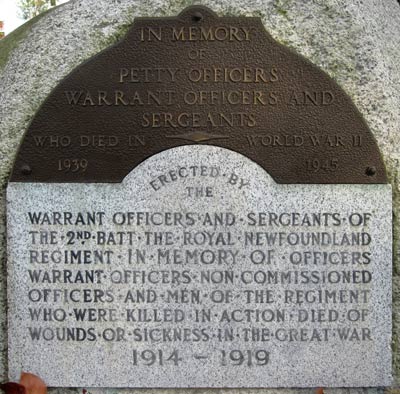 IN MEMORY
OF
PETTY OFFICERS
WARRANT OFFICERS AND
SERGEANTS
WHO DIED IN WORLD WAR II
1939 1945
ERECTED BY
THE
WARRANT OFFICERS · AND · SERGEANTS · OF
THE · 2ND · BATT · THE · ROYAL · NEWFOUNDLAND
REGIMENT · IN · MEMORY · OF · OFFICERS
WARRANT · OFFICERS · NON · COMMISSIONED
OFFICERS · AND · MEN · OF · THE · REGIMENT
WHO · WERE · KILLED · IN · ACTION · DIED · OF
WOUNDS · OR · SICKNESS · IN · THE · GREAT · WAR
1914 - 1919